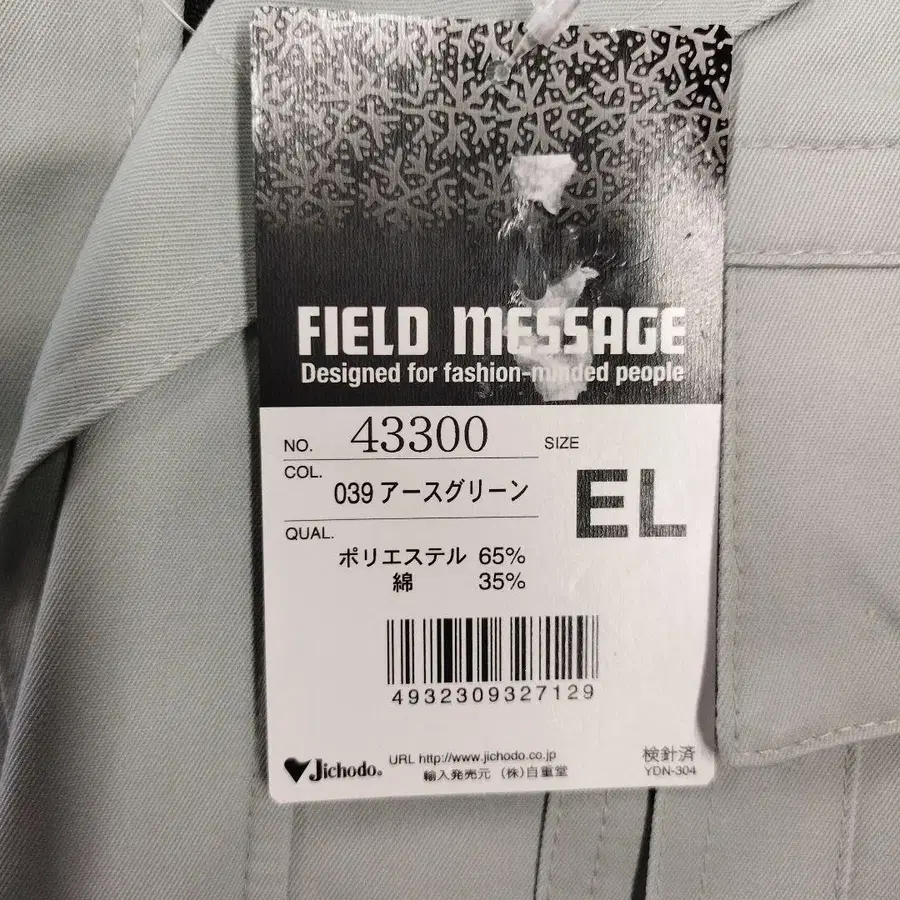 FIELD MESSAGE
Designed for fashion-minded people
NO. 43300
SIZE
EL
COL.
039 アースグリーン
QUAL.
ポリエステル 65%
綿 35%
4932309327129
Jichodo®
URL http://www.jichodo.co.jp
輸入発売元 (株)自重堂
検針済
YDN-304